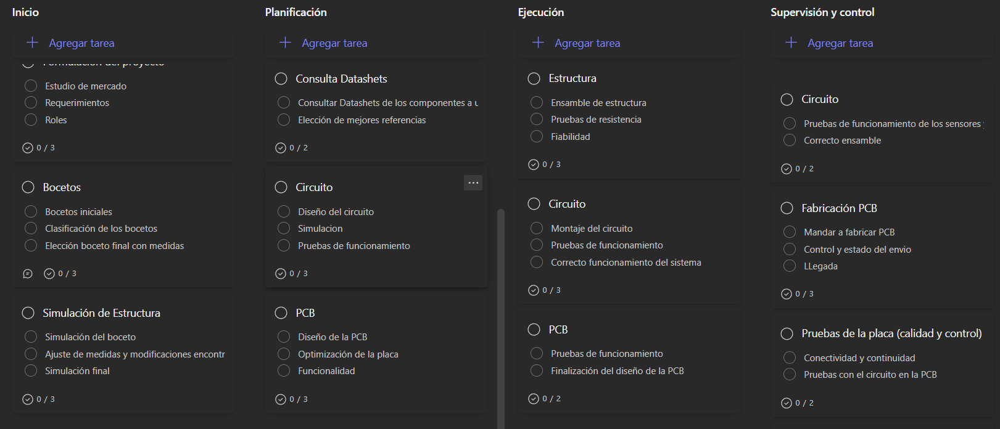 Inicio
Agregar tarea
Formulación del proyecto
Estudio de mercado
Requerimientos
Roles
0 / 3
Bocetos
Bocetos iniciales
Clasificación de los bocetos
Elección boceto final con medidas
0 / 3
Simulación de Estructura
Simulación del boceto
Ajuste de medidas y modificaciones encontr
Simulación final
0 / 3
Planificación
Agregar tarea
Consulta Datashets
Consultar Datashets de los componentes a u
Elección de mejores referencias
0 / 2
Circuito
Diseño del circuito
Simulacion
Pruebas de funcionamiento
0 / 3
PCB
Diseño de la PCB
Optimización de la placa
Funcionalidad
0 / 3
Ejecución
Agregar tarea
Estructura
Ensamble de estructura
Pruebas de resistencia
Fiabilidad
0 / 3
Circuito
Montaje del circuito
Pruebas de funcionamiento
Correcto funcionamiento del sistema
0 / 3
PCB
Pruebas de funcionamiento
Finalización del diseño de la PCB
0 / 2
Supervisión y control
Agregar tarea
Circuito
Pruebas de funcionamiento de los sensores
Correcto ensamble
0 / 2
Fabricación PCB
Mandar a fabricar PCB
Control y estado del envio
LLegada
0 / 3
Pruebas de la placa (calidad y control)
Conectividad y continuidad
Pruebas con el circuito en la PCB
0 / 2